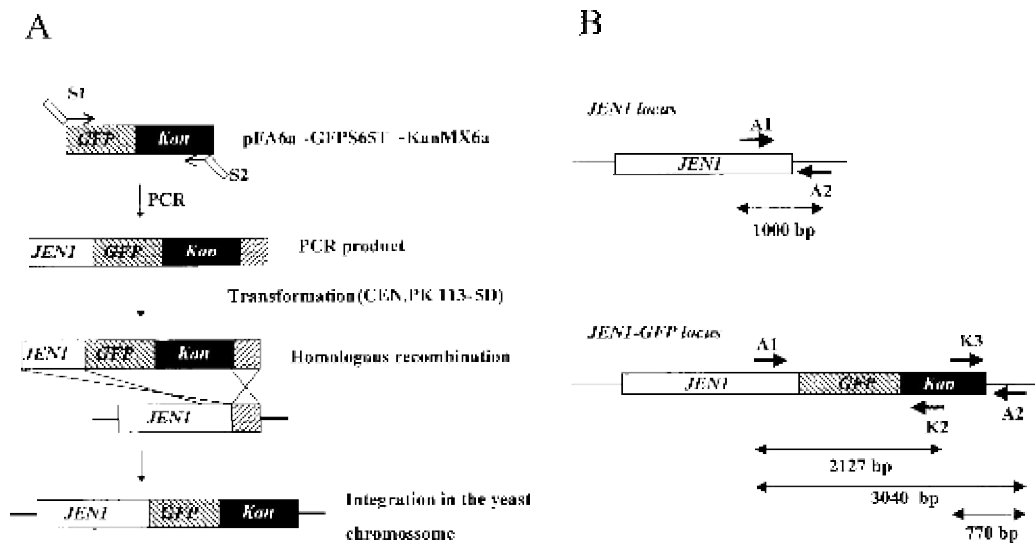 A
S1
GFP
Kan
pFA6a -GFPS65T -KanMX6a
S2
PCR
JEN1
GFP
Kan
PCR product
Transformation(CEN.PK 113-5D)
JEN1
GFP
Kan
Homologous recombination
JEN1
JEN1
GFP
Kan
Integration in the yeast
chromossome
B
JEN1 locus
A1
JEN1
A2
1000 bp
JEN1-GFP locus
A1
K3
JEN1
GFP
Kan
K2
A2
2127 bp
3040 bp
770 bp